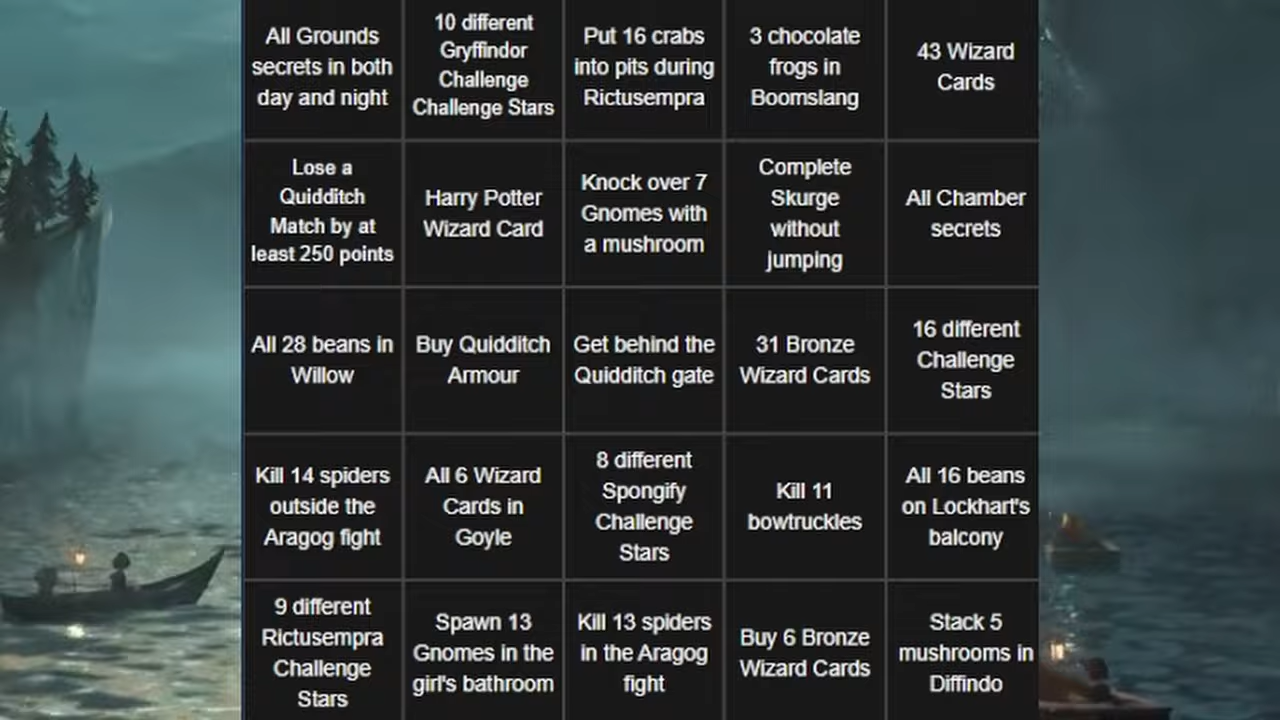 All Grounds
secrets in both
day and night
10 different
Gryffindor
Challenge
Challenge Stars
Put 16 crabs
into pits during
Rictusempra
3 chocolate
frogs in
Boomslang
43 Wizard
Cards
Lose a
Quidditch
Match by at
least 250 points
Harry Potter
Wizard Card
Knock over 7
Gnomes with
a mushroom
Complete
Skurge
without
jumping
All Chamber
secrets
All 28 beans in
Willow
Buy Quidditch
Armour
Get behind the
Quidditch gate
31 Bronze
Wizard Cards
16 different
Challenge
Stars
Kill 14 spiders
outside the
Aragog fight
All 6 Wizard
Cards in
Goyle
8 different
Spongify
Challenge
Stars
Kill 11
bowtruckles
All 16 beans
on Lockhart's
balcony
9 different
Rictusempra
Challenge
Stars
Spawn 13
Gnomes in the
girl's bathroom
Kill 13 spiders
in the Aragog
fight
Buy 6 Bronze
Wizard Cards
Stack 5
mushrooms in
Diffindo